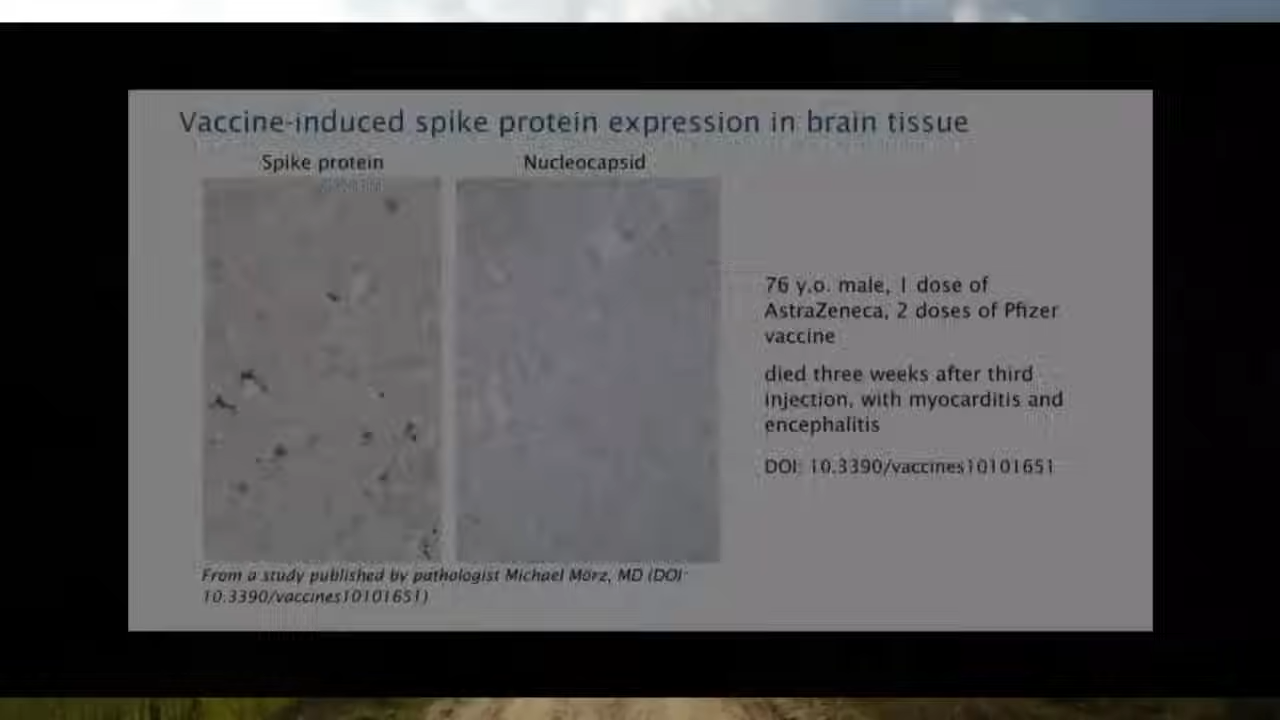 Vaccine-induced spike protein expression in brain tissue
Spike protein
Nucleocapsid
76 y.o. male, 1 dose of
AstraZeneca, 2 doses of Pfizer
vaccine
died three weeks after third
injection, with myocarditis and
encephalitis
DOI: 10.3390/vaccines10101651
From a study published by pathologist Michael Mörz, MD (DOI:
10.3390/vaccines10101651)